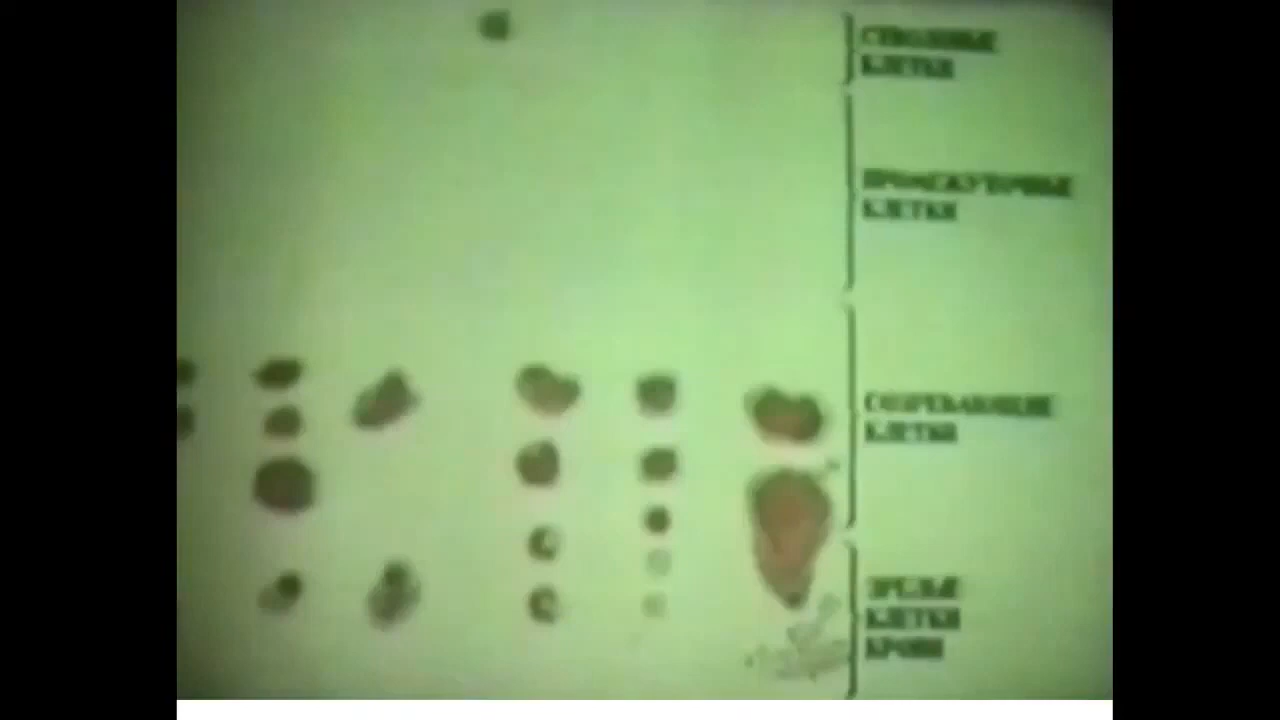 СТВОЛОВЫЕ
КЛЕТКИ
ПРОМЕЖУТОЧНЫЕ
КЛЕТКИ
СОЗРЕВАЮЩИЕ
КЛЕТКИ
ЗРЕЛЫЕ
КЛЕТКИ
КРОВИ